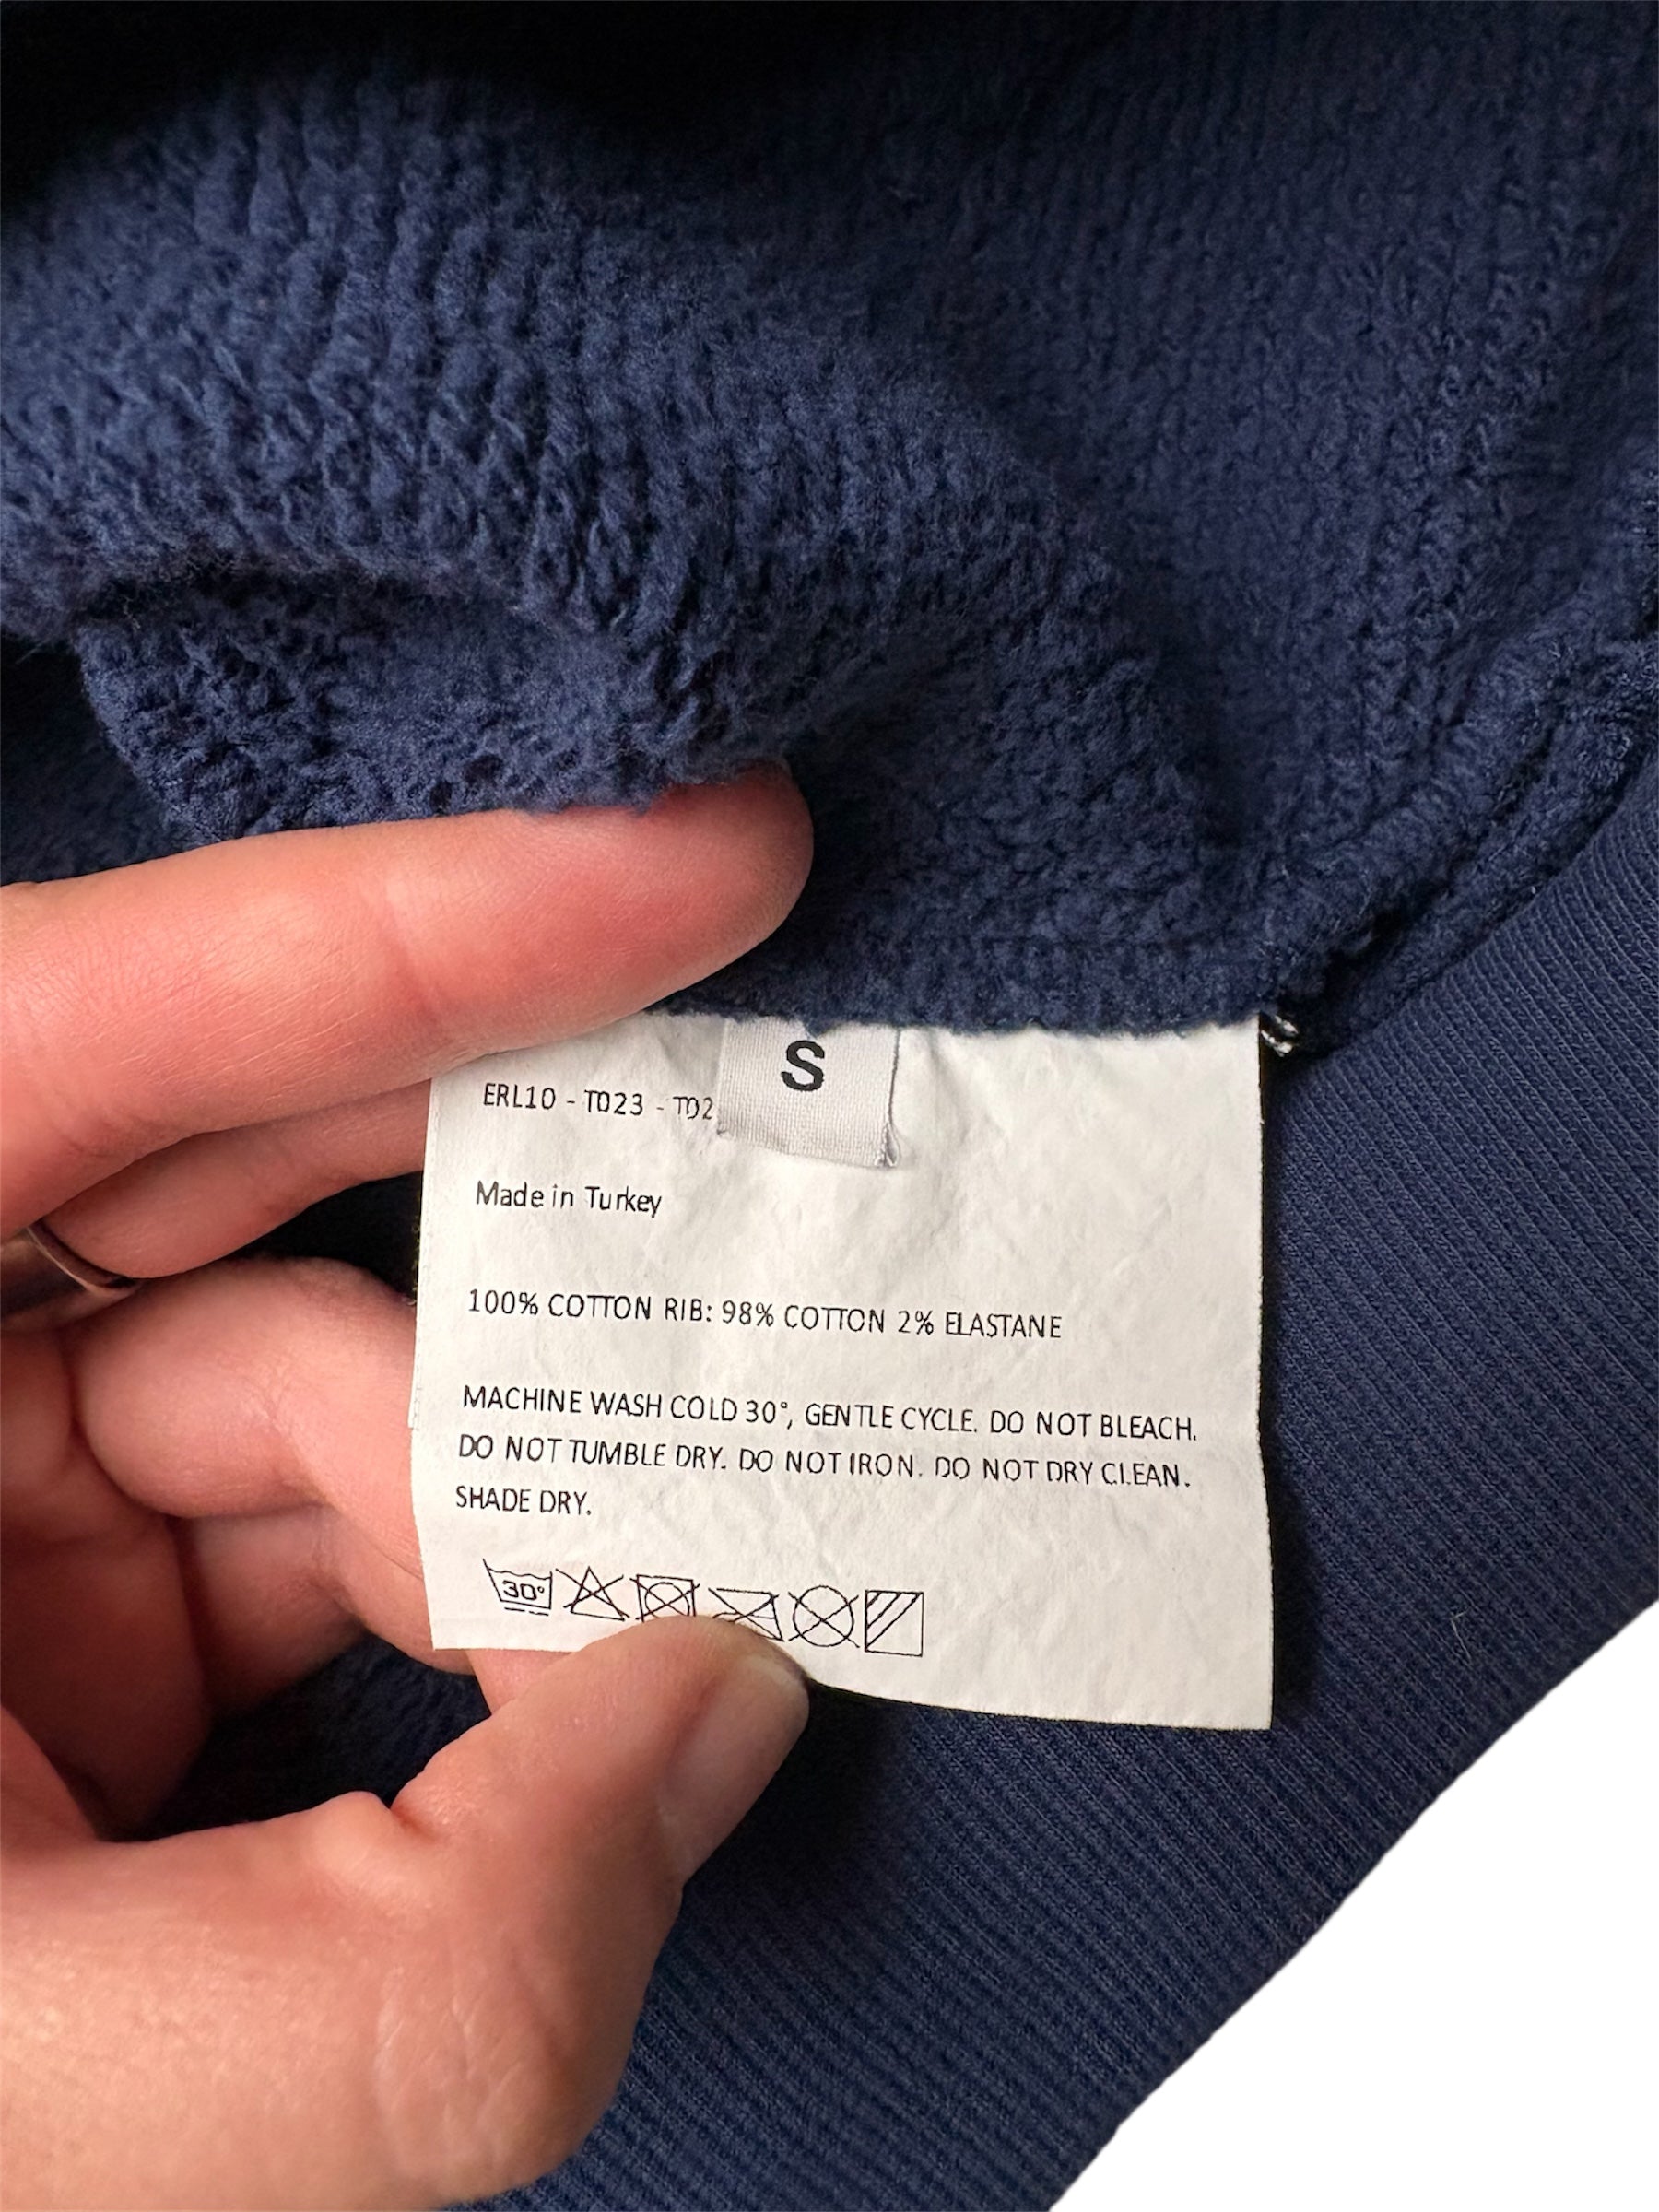 S
ERL10 - T023 - T02
Made in Turkey
100% COTTON RIB: 98% COTTON 2% ELASTANE
MACHINE WASH COLD 30°, GENTLE CYCLE. DO NOT BLEACH.
DO NOT TUMBLE DRY. DO NOT IRON. DO NOT DRY CLEAN.
SHADE DRY.
30°